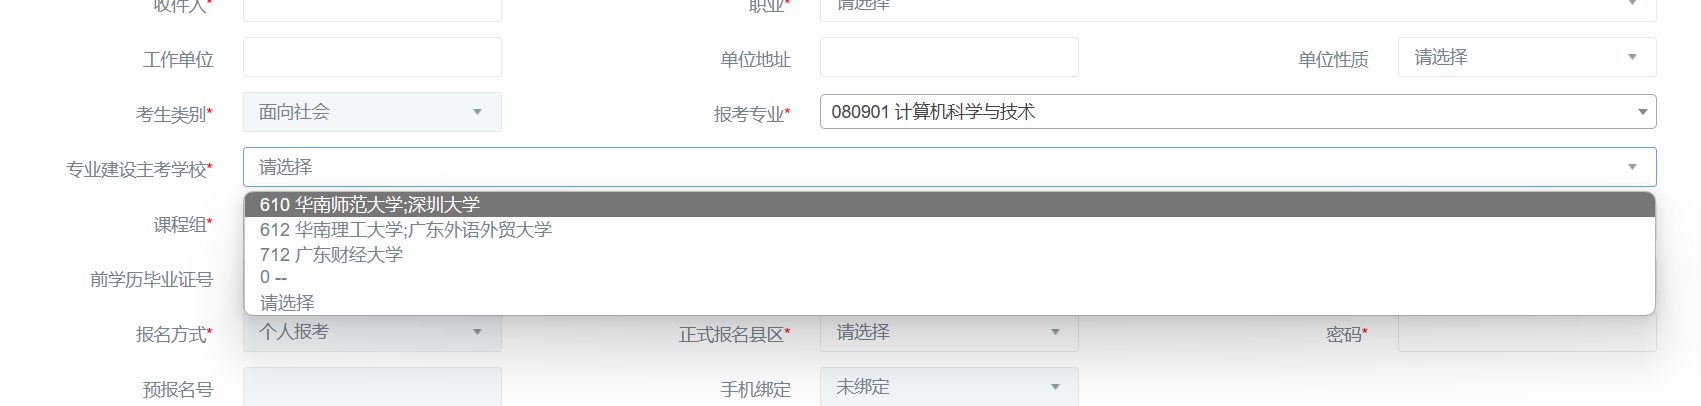 收件人* 职业* 请选择
工作单位 单位地址 单位性质 请选择
考生类别* 面向社会 报考专业* 080901 计算机科学与技术
专业建设主考学校* 请选择
610 华南师范大学;深圳大学
课程组* 612 华南理工大学;广东外语外贸大学
712 广东财经大学
前学历毕业证号 0 --
请选择
报名方式* 个人报考 正式报名县区* 请选择 密码*
预报名号 手机绑定 未绑定